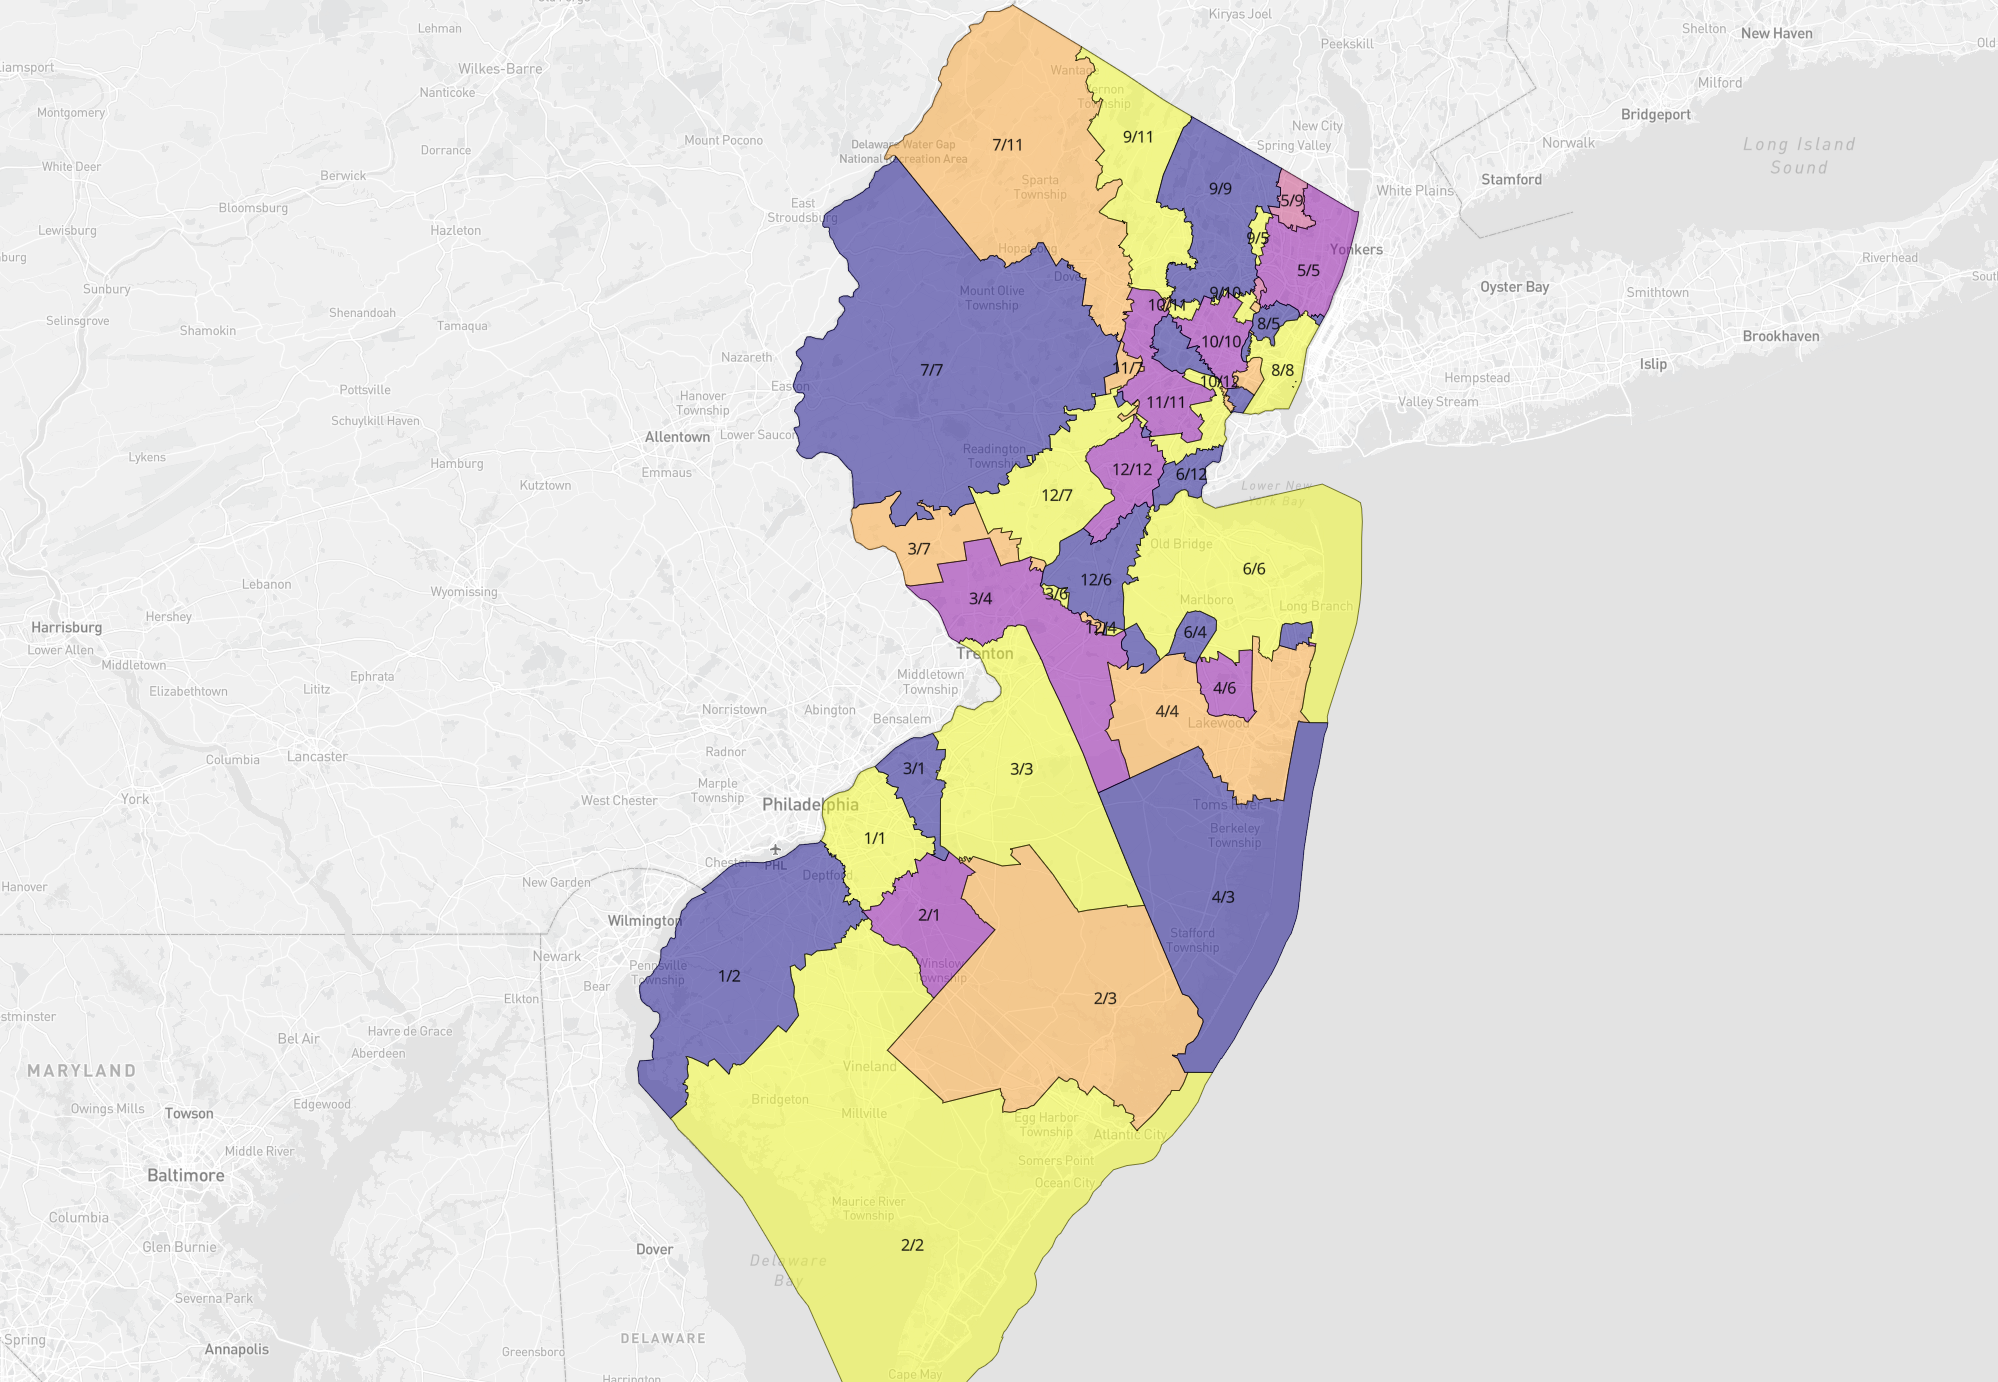 Old Forge
Lehman
Kiryas Joel
Shelton
New Haven
Old
liamsport
Wilkes-Barre
Peekskill
Milford
Wantage
Nanticoke
Vernon
Township
Montgomery
Bridgeport
New City
Mount Pocono
9/11
Norwalk
Long Island
Sound
Dorrance
7/11
Delaware Water Gap
National Recreation Area
Spring Valley
White Deer
Berwick
Sparta
Township
9/9
White Plains
Stamford
Bloomsburg
East
Stroudsburg
5/9
Lewisburg
Hazleton
9/5
Yonkers
Hopatcong
Riverhead
burg
Dover
5/5
Sunbury
Mount Olive
Township
9/10
Oyster Bay
Smithtown
South
Selinsgrove
Shenandoah
10/11
Shamokin
Tamaqua
8/5
Brookhaven
10/10
Nazareth
7/7
11/7
Islip
8/8
Pottsville
Easton
10/12
Hempstead
Hanover
Township
11/11
Valley Stream
Schuylkill Haven
Allentown
Lower Saucon
Readington
Township
Lykens
Hamburg
Emmaus
12/12
6/12
Kutztown
12/7
Lower New
York Bay
3/7
Old Bridge
6/6
Lebanon
Wyomissing
12/6
3/6
3/4
Marlboro
Long Branch
Hershey
Harrisburg
12/4
6/4
Lower Allen
Trenton
Middletown
Ephrata
Middletown
Township
Elizabethtown
Lititz
4/6
Norristown
Abington
Bensalem
4/4
Lakewood
Lancaster
Radnor
Columbia
3/1
3/3
Marple
Township
York
West Chester
Philadelphia
Toms River
1/1
Berkeley
Township
Chester
PHL
Deptford
Hanover
New Garden
4/3
2/1
Wilmington
Stafford
Township
Newark
Pennsville
Township
1/2
Winslow
Township
Bear
Elkton
2/3
stminster
Havre de Grace
Bel Air
Aberdeen
MARYLAND
Vineland
Bridgeton
Owings Mills
Towson
Edgewood
Millville
Egg Harbor
Township
Atlantic City
Middle River
Somers Point
Baltimore
Ocean City
Maurice River
Township
Columbia
Glen Burnie
Dover
2/2
Delaware
Bay
Severna Park
Spring
DELAWARE
Annapolis
Greensboro
Cape May
Harrington